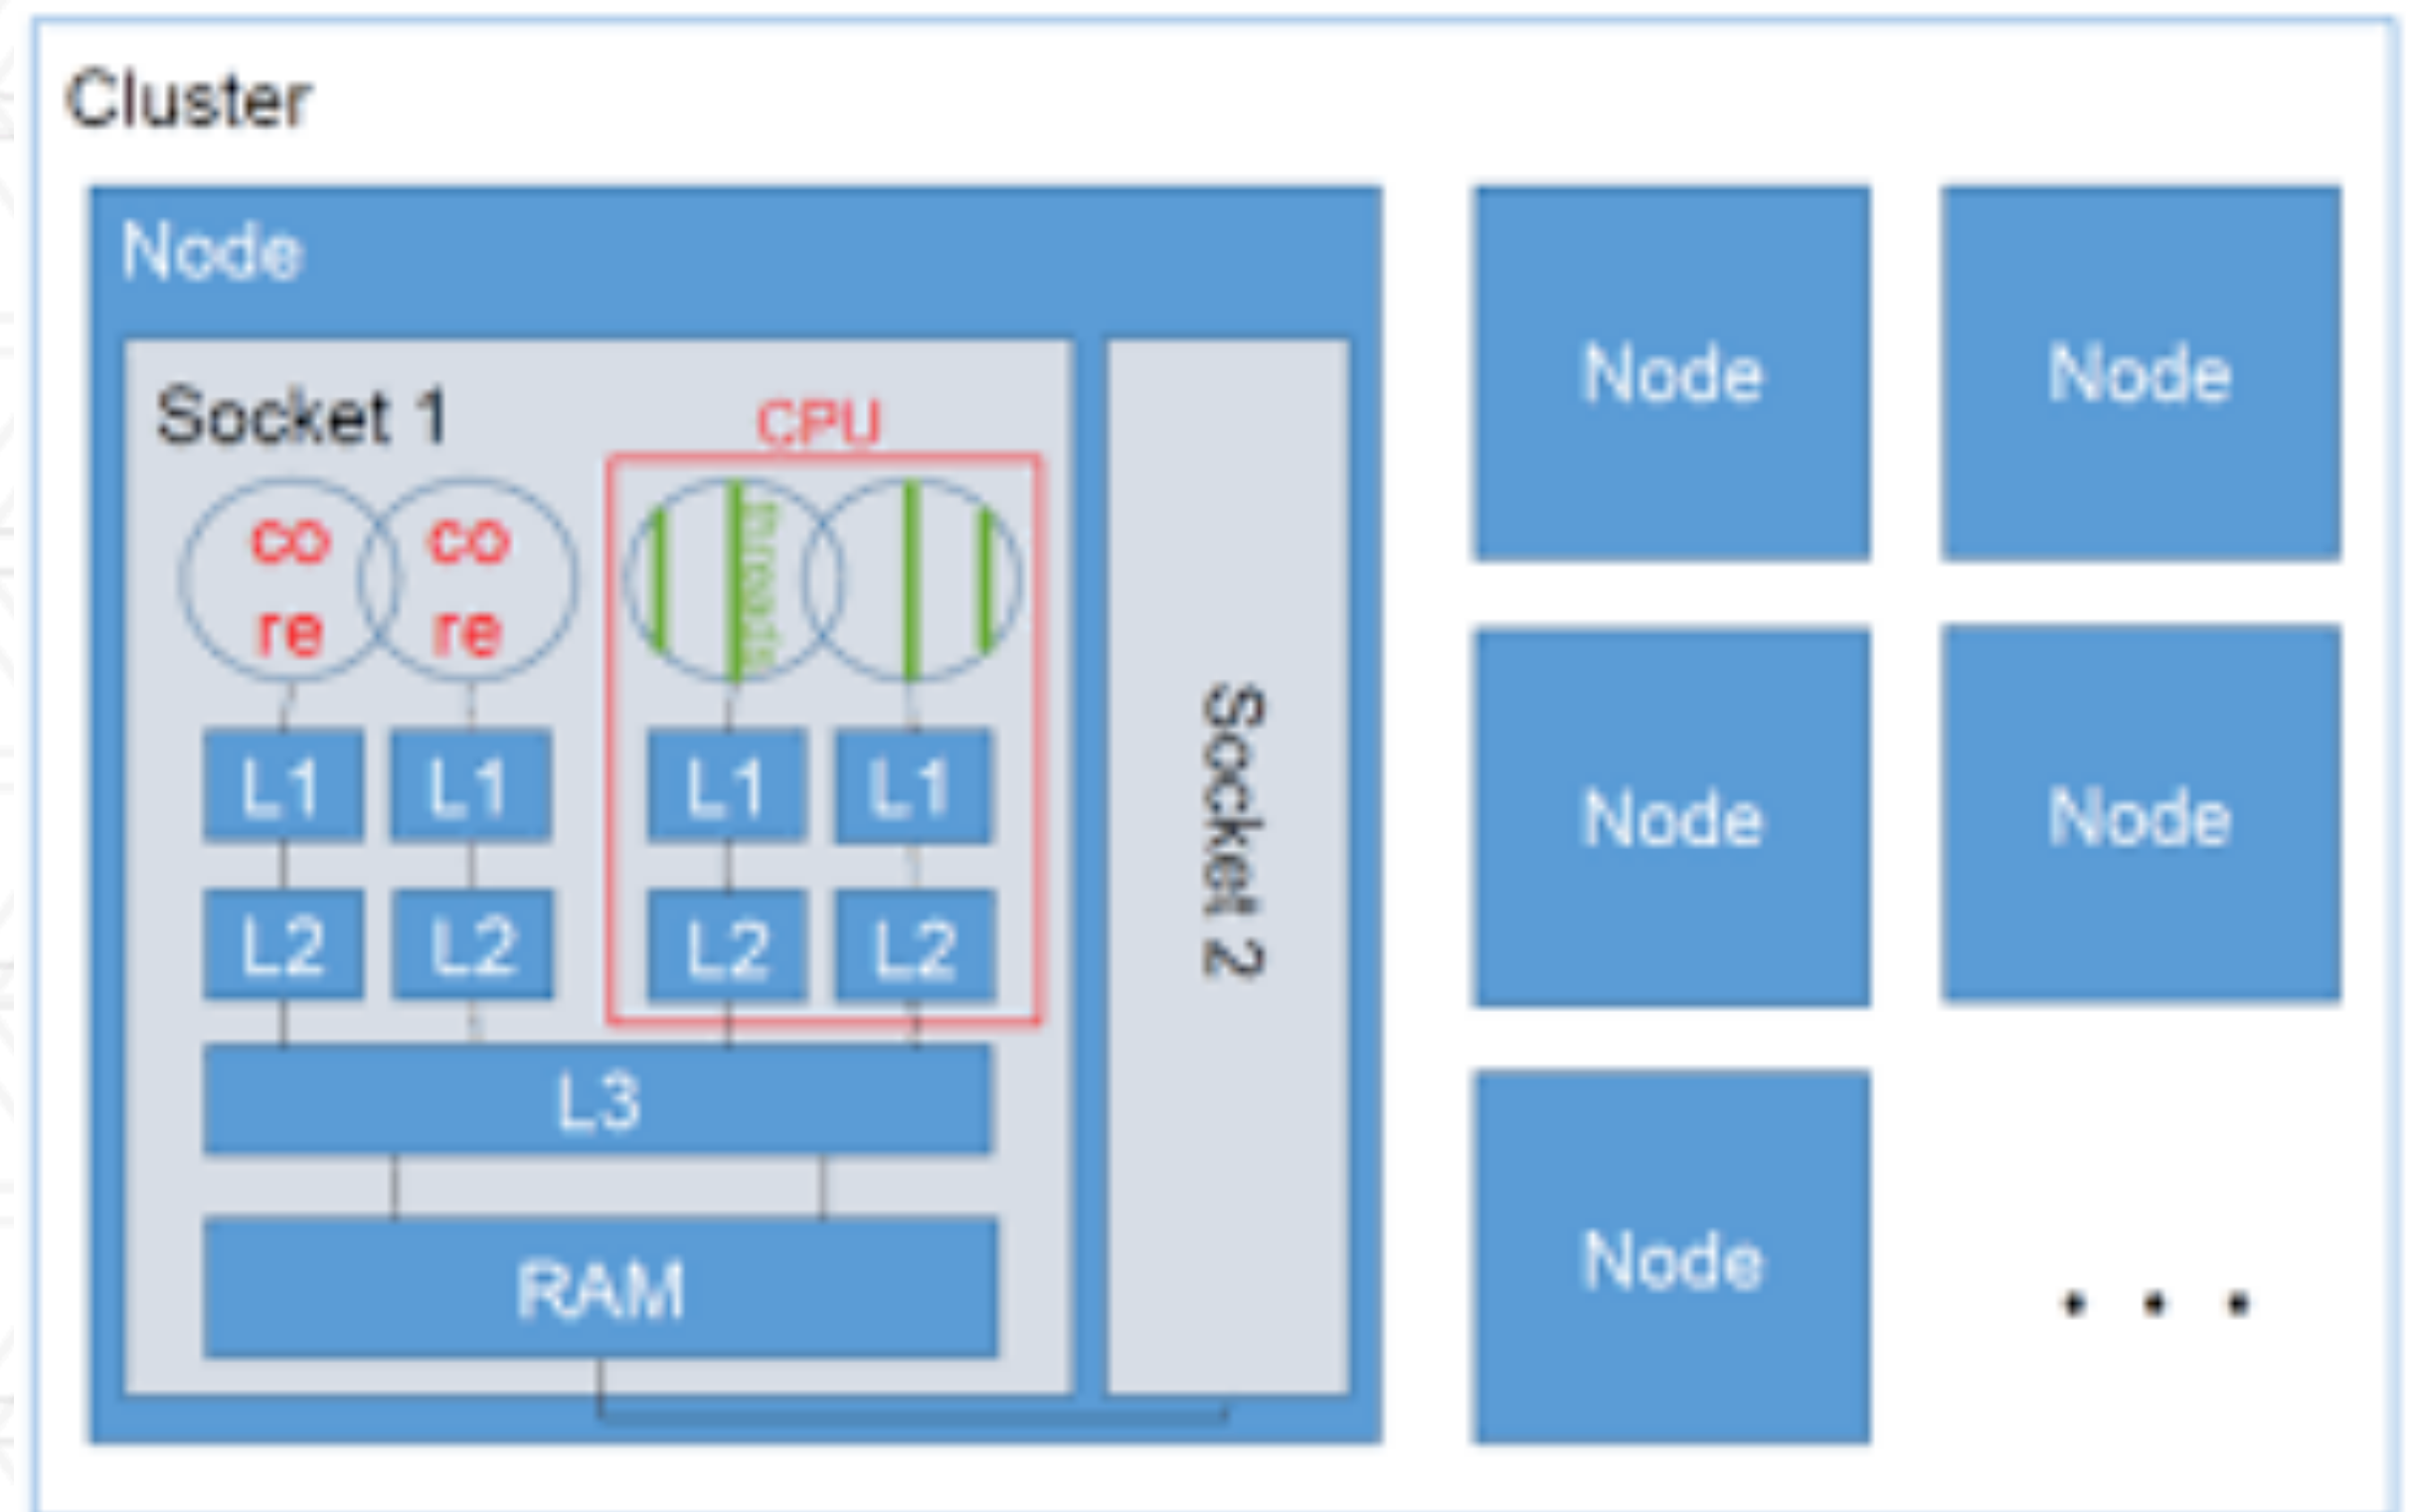 Cluster
Node
Socket 1
CPU
co
re
co
re
threads
L1
L1
L1
L1
L2
L2
L2
L2
L3
RAM
Socket 2
Node
Node
Node
Node
Node
. . .